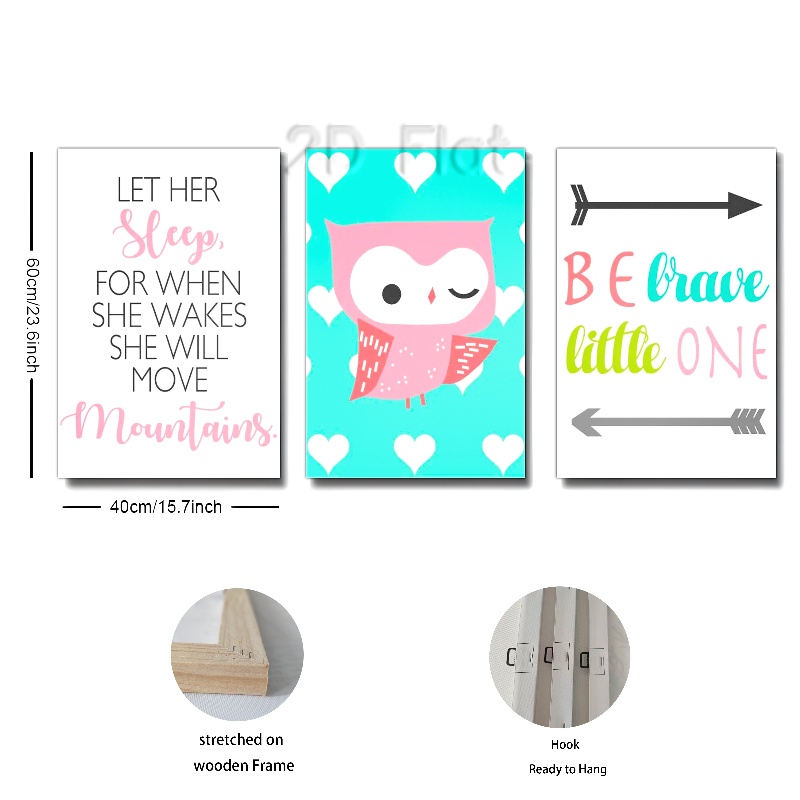 2D Flat
60cm/23.6inch
LET HER
Sleep,
FOR WHEN
SHE WAKES
SHE WILL
MOVE
Mountains.
BE brave
little ONE
40cm/15.7inch
stretched on
wooden Frame
Hook
Ready to Hang